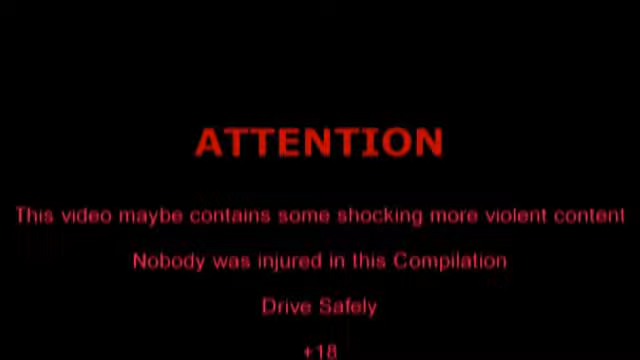 ATTENTION
This video maybe contains some shocking more violent content
Nobody was injured in this Compilation
Drive Safely
+18